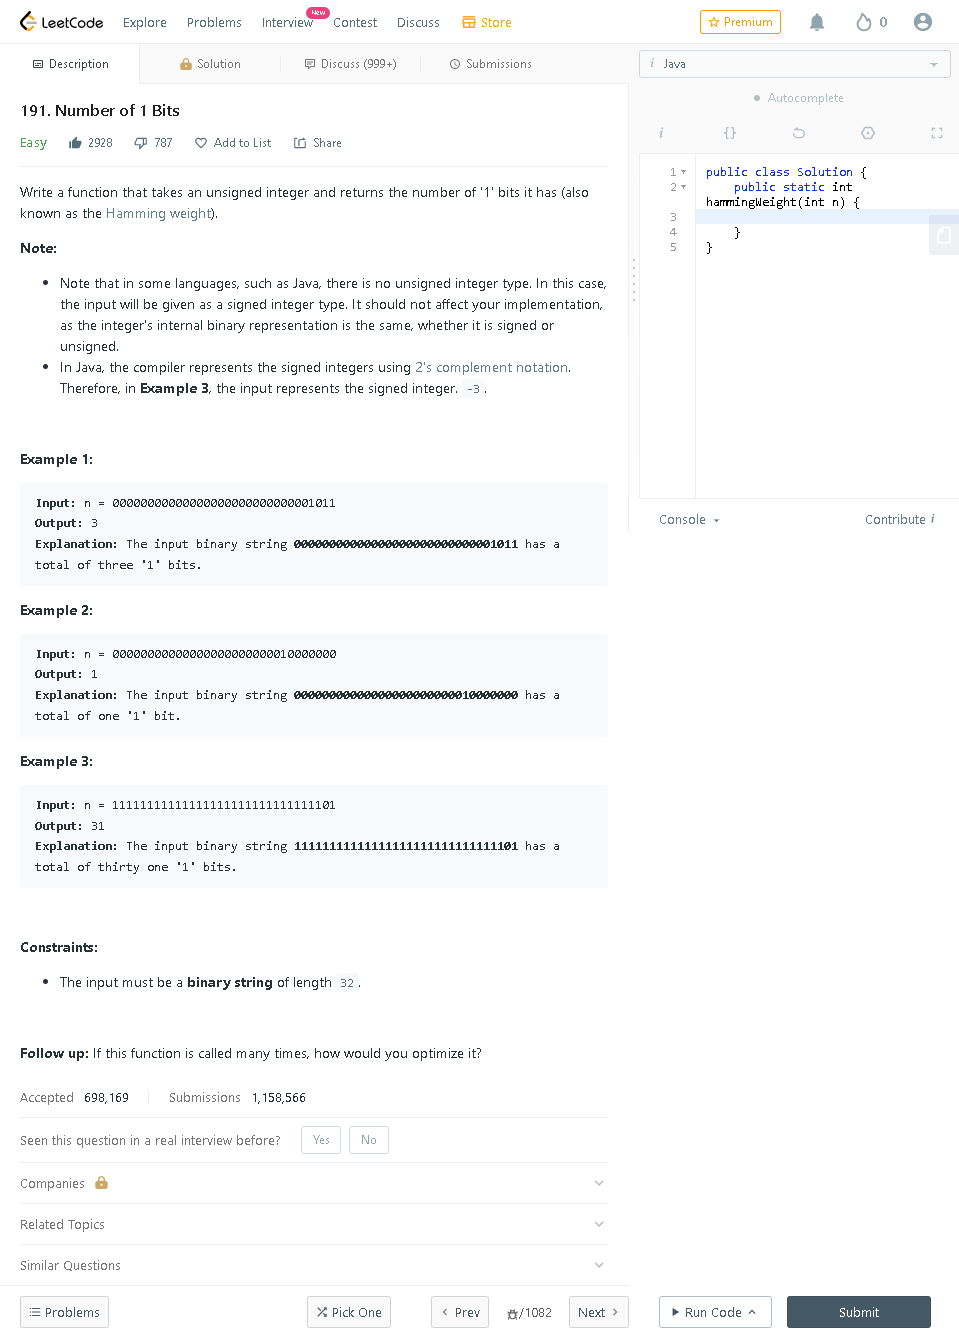 LeetCode Explore Problems Interview New Contest Discuss Store Premium 0
Description Solution Discuss (999+) Submissions
i Java
Autocomplete
191. Number of 1 Bits
Easy 2928 787 Add to List Share
i {}
Write a function that takes an unsigned integer and returns the number of '1' bits it has (also
known as the Hamming weight).
Note:
• Note that in some languages, such as Java, there is no unsigned integer type. In this case,
the input will be given as a signed integer type. It should not affect your implementation,
as the integer's internal binary representation is the same, whether it is signed or
unsigned.
• In Java, the compiler represents the signed integers using 2's complement notation.
Therefore, in Example 3, the input represents the signed integer. -3.
Example 1:
Input: n = 00000000000000000000000000001011
Output: 3
Explanation: The input binary string 00000000000000000000000000001011 has a
total of three '1' bits.
Example 2:
Input: n = 00000000000000000000000010000000
Output: 1
Explanation: The input binary string 00000000000000000000000010000000 has a
total of one '1' bit.
Example 3:
Input: n = 11111111111111111111111111111101
Output: 31
Explanation: The input binary string 11111111111111111111111111111101 has a
total of thirty one '1' bits.
Constraints:
• The input must be a binary string of length 32.
Follow up: If this function is called many times, how would you optimize it?
Accepted 698,169 Submissions 1,158,566
Seen this question in a real interview before? Yes No
Companies
Related Topics
Similar Questions
Problems Pick One Prev /1082 Next
1 public class Solution {
2 public static int
hammingWeight(int n) {
3
4 }
5 }
Console Contribute i
Run Code Submit